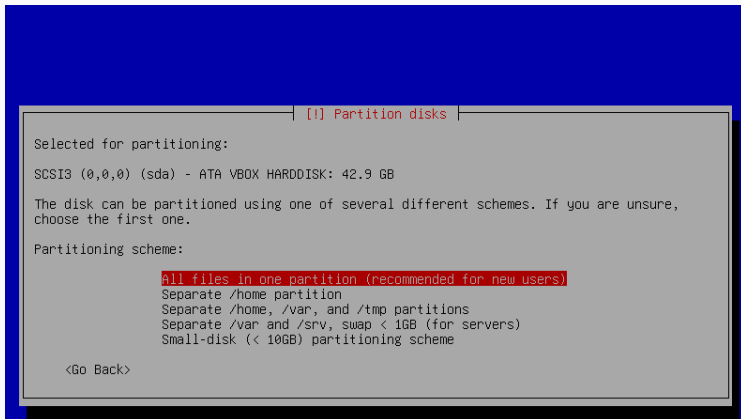 [!] Partition disks
Selected for partitioning:
SCSI3 (0,0,0) (sda) - ATA VBOX HARDDISK: 42.9 GB
The disk can be partitioned using one of several different schemes. If you are unsure,
choose the first one.
Partitioning scheme:
All files in one partition (recommended for new users)
Separate /home partition
Separate /home, /var, and /tmp partitions
Separate /var and /srv, swap < 1GB (for servers)
Small-disk (< 10GB) partitioning scheme
<Go Back>